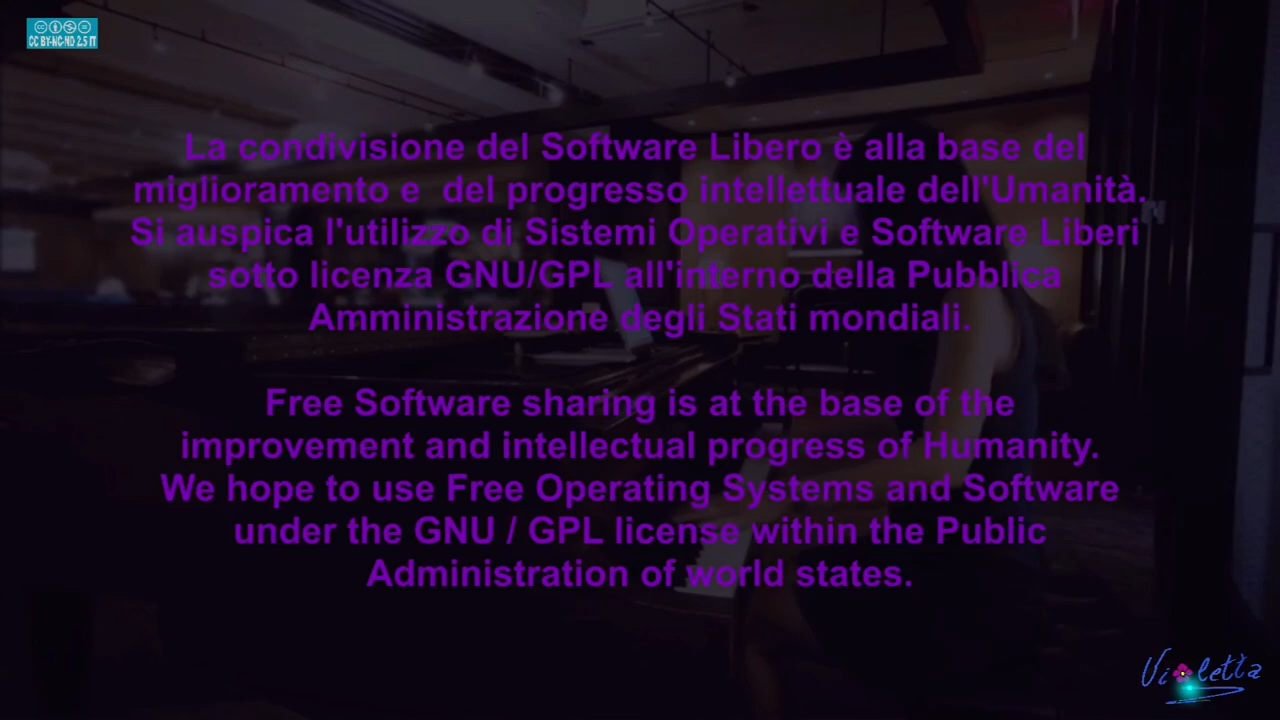 CC BY-NC-ND 2.5 IT
La condivisione del Software Libero è alla base del
miglioramento e  del progresso intellettuale dell'Umanità.
Si auspica l'utilizzo di Sistemi Operativi e Software Liberi
sotto licenza GNU/GPL all'interno della Pubblica
Amministrazione degli Stati mondiali.
Free Software sharing is at the base of the
improvement and intellectual progress of Humanity.
We hope to use Free Operating Systems and Software
under the GNU / GPL license within the Public
Administration of world states.
Violetta